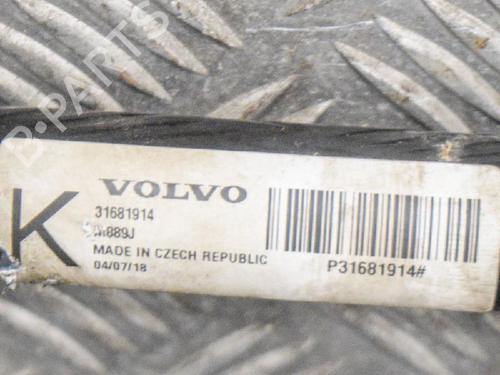 B-PARTS
K
VOLVO
31681914
MADE IN CZECH REPUBLIC
04/07/18
P31681914#